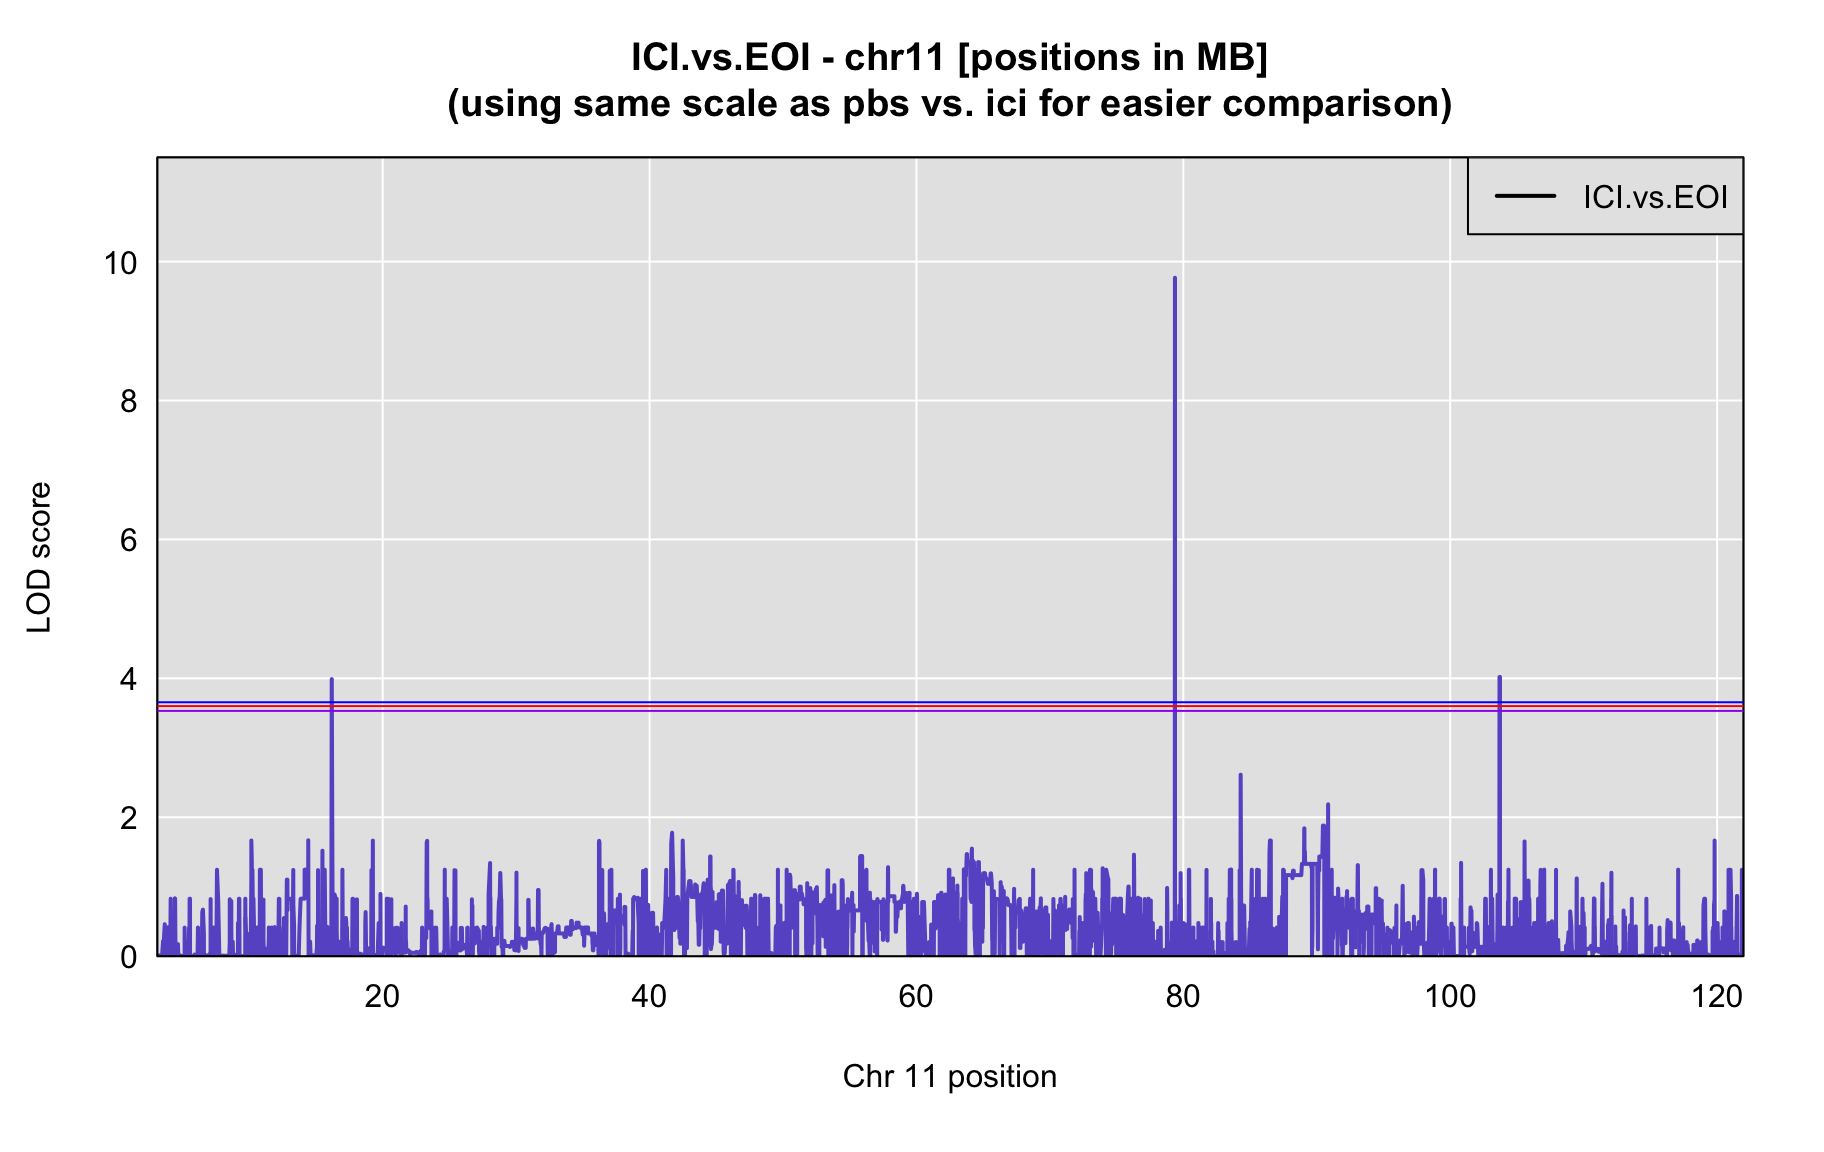 ICI.vs.EOI - chr11 [positions in MB]
(using same scale as pbs vs. ici for easier comparison)
ICI.vs.EOI
LOD score
10
8
6
4
2
0
20 40 60 80 100 120
Chr 11 position